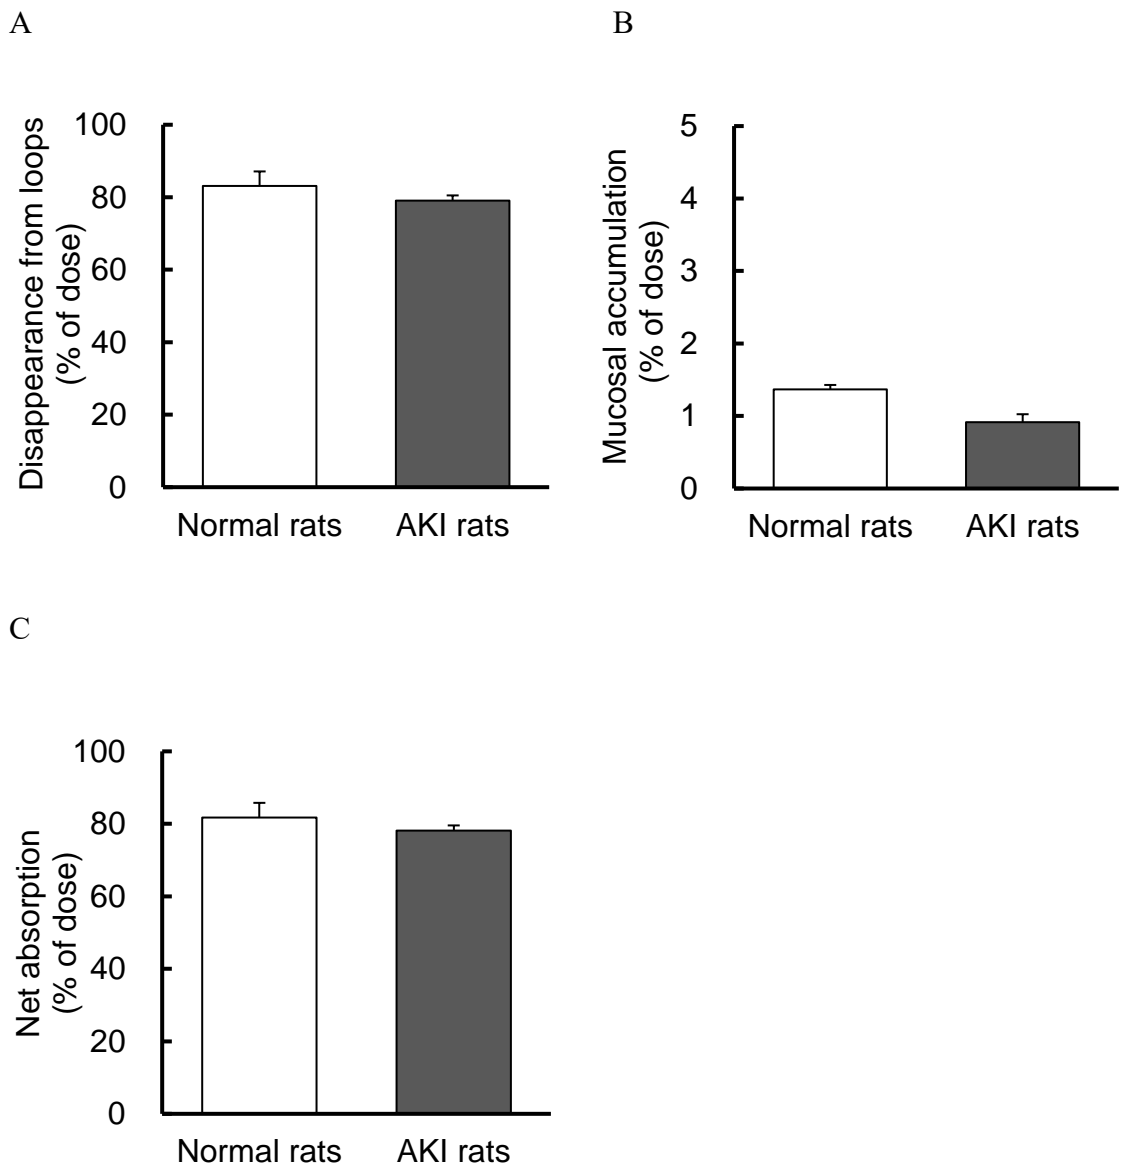 A
Disappearance from loops
(% of dose)
100
80
60
40
20
0
Normal rats
AKI rats
B
Mucosal accumulation
(% of dose)
5
4
3
2
1
0
Normal rats
AKI rats
C
Net absorption
(% of dose)
100
80
60
40
20
0
Normal rats
AKI rats